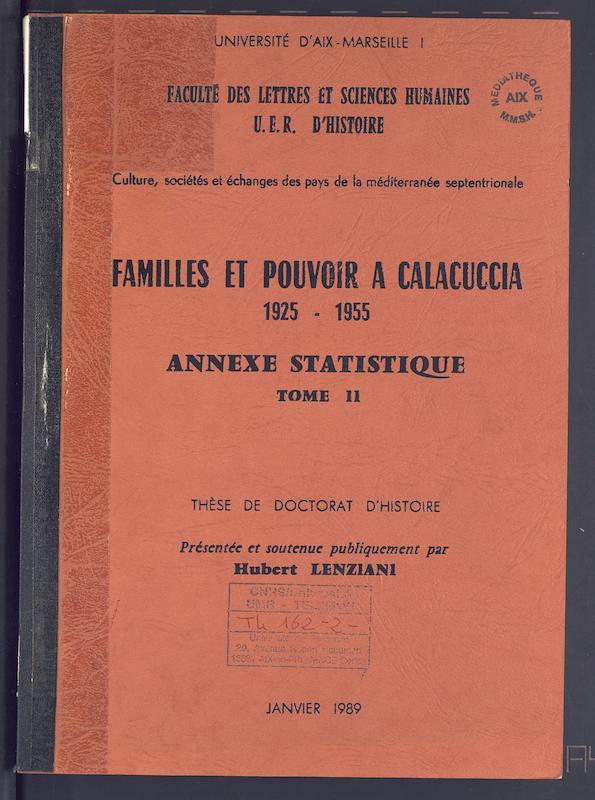 UNIVERSITÉ D'AIX-MARSEILLE I
MEDIATHEQUE
AIX
M.M.S.H.
FACULTÉ DES LETTRES ET SCIENCES HUMAINES
U.E.R. D'HISTOIRE
Culture, sociétés et échanges des pays de la méditerranée septentrionale
FAMILLES ET POUVOIR A CALACUCCIA
1925 - 1955
ANNEXE STATISTIQUE
TOME II
THÈSE DE DOCTORAT D'HISTOIRE
Présentée et soutenue publiquement par
Hubert LENZIANI
UMR -
Th 162-2-
JANVIER 1989